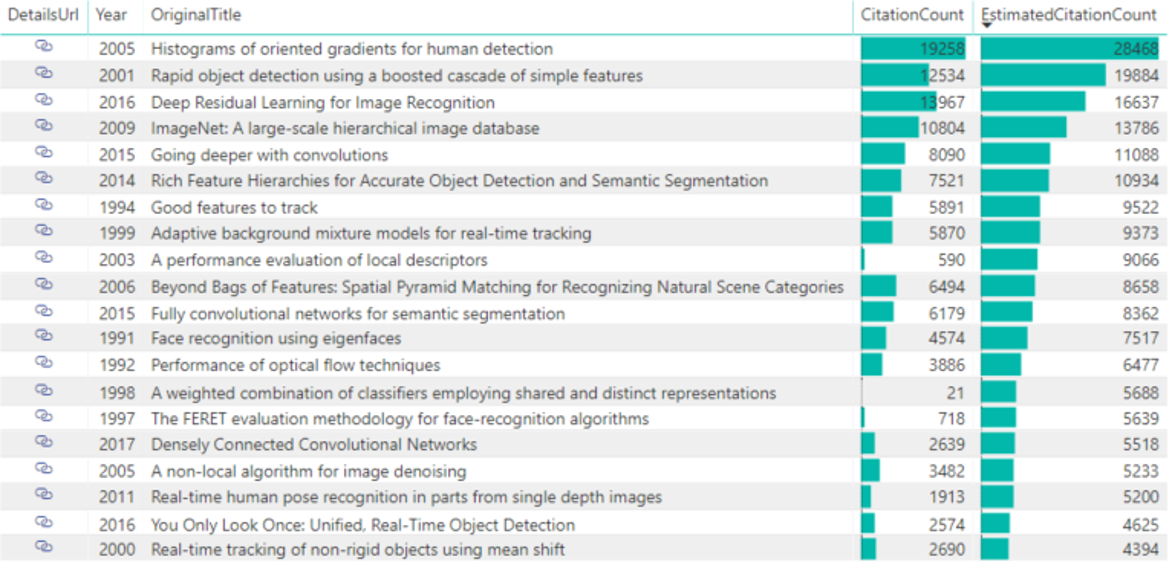 DetailsUrl Year OriginalTitle CitationCount EstimatedCitationCount
2005 Histograms of oriented gradients for human detection 19258 28468
2001 Rapid object detection using a boosted cascade of simple features 12534 19884
2016 Deep Residual Learning for Image Recognition 13967 16637
2009 ImageNet: A large-scale hierarchical image database 10804 13786
2015 Going deeper with convolutions 8090 11088
2014 Rich Feature Hierarchies for Accurate Object Detection and Semantic Segmentation 7521 10934
1994 Good features to track 5891 9522
1999 Adaptive background mixture models for real-time tracking 5870 9373
2003 A performance evaluation of local descriptors 590 9066
2006 Beyond Bags of Features: Spatial Pyramid Matching for Recognizing Natural Scene Categories 6494 8658
2015 Fully convolutional networks for semantic segmentation 6179 8362
1991 Face recognition using eigenfaces 4574 7517
1992 Performance of optical flow techniques 3886 6477
1998 A weighted combination of classifiers employing shared and distinct representations 21 5688
1997 The FERET evaluation methodology for face-recognition algorithms 718 5639
2017 Densely Connected Convolutional Networks 2639 5518
2005 A non-local algorithm for image denoising 3482 5233
2011 Real-time human pose recognition in parts from single depth images 1913 5200
2016 You Only Look Once: Unified, Real-Time Object Detection 2574 4625
2000 Real-time tracking of non-rigid objects using mean shift 2690 4394